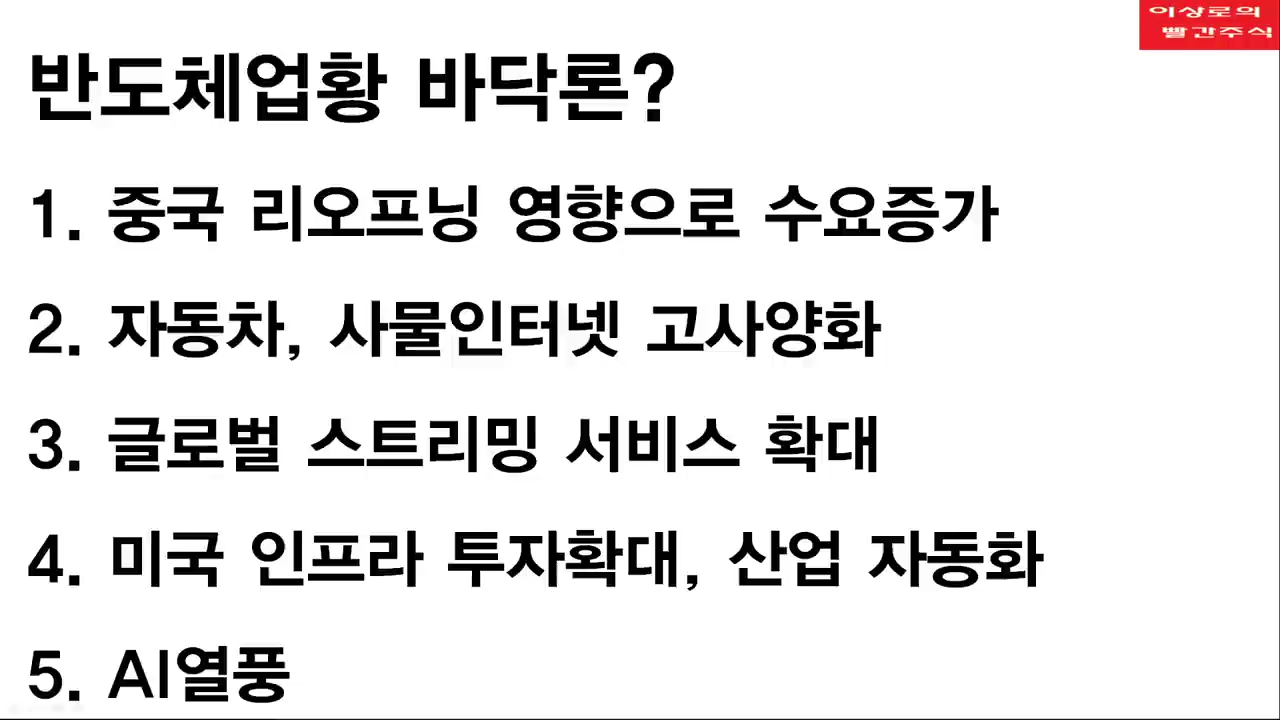 이상로의
빨간주식
반도체업황 바닥론?
1. 중국 리오프닝 영향으로 수요증가
2. 자동차, 사물인터넷 고사양화
3. 글로벌 스트리밍 서비스 확대
4. 미국 인프라 투자확대, 산업 자동화
5. AI열풍